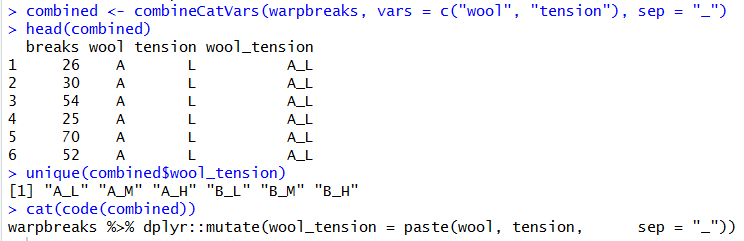 > combined <- combineCatVars(warpbreaks, vars = c("wool", "tension"), sep = "_")
> head(combined)
  breaks wool tension wool_tension
1     26    A       L          A_L
2     30    A       L          A_L
3     54    A       L          A_L
4     25    A       L          A_L
5     70    A       L          A_L
6     52    A       L          A_L
> unique(combined$wool_tension)
[1] "A_L" "A_M" "A_H" "B_L" "B_M" "B_H"
> cat(code(combined))
warpbreaks %>% dplyr::mutate(wool_tension = paste(wool, tension,     sep = "_"))